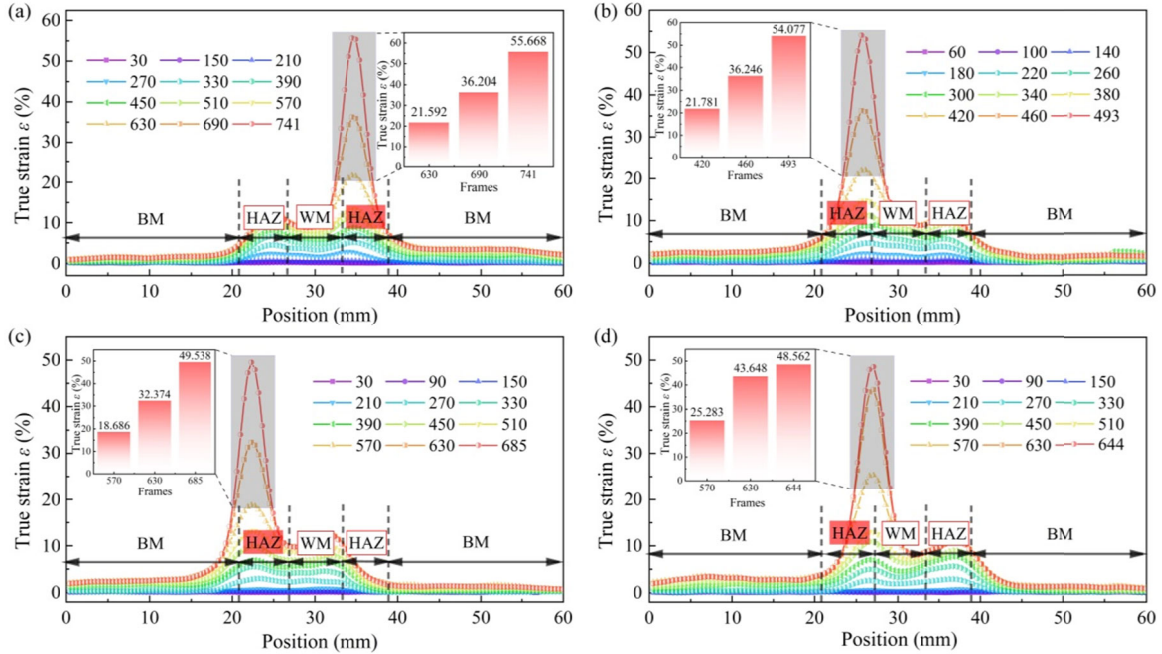 (a)
True strain ε (%)
60
50
40
30
20
10
0
30 150 210
270 330 390
450 510 570
630 690 741
True strain ε (%)
60
50
40
30
20
10
0
21.592
36.204
55.668
630 690 741
Frames
BM HAZ WM HAZ BM
0 10 20 30 40 50 60
Position (mm)
(b)
True strain ε (%)
60
50
40
30
20
10
0
True strain ε (%)
50
40
30
20
10
0
21.781
36.246
54.077
420 460 493
Frames
60 100 140
180 220 260
300 340 380
420 460 493
BM HAZ WM HAZ BM
0 10 20 30 40 50 60
Position (mm)
(c)
True strain ε (%)
50
40
30
20
10
0
True strain ε (%)
50
40
30
20
10
0
18.686
32.374
49.538
570 630 685
Frames
30 90 150
210 270 330
390 450 510
570 630 685
BM HAZ WM HAZ BM
0 10 20 30 40 50 60
Position (mm)
(d)
True strain ε (%)
50
40
30
20
10
0
True strain ε (%)
50
40
30
20
10
0
25.283
43.648
48.562
570 630 644
Frames
30 90 150
210 270 330
390 450 510
570 630 644
BM HAZ WM HAZ BM
0 10 20 30 40 50 60
Position (mm)